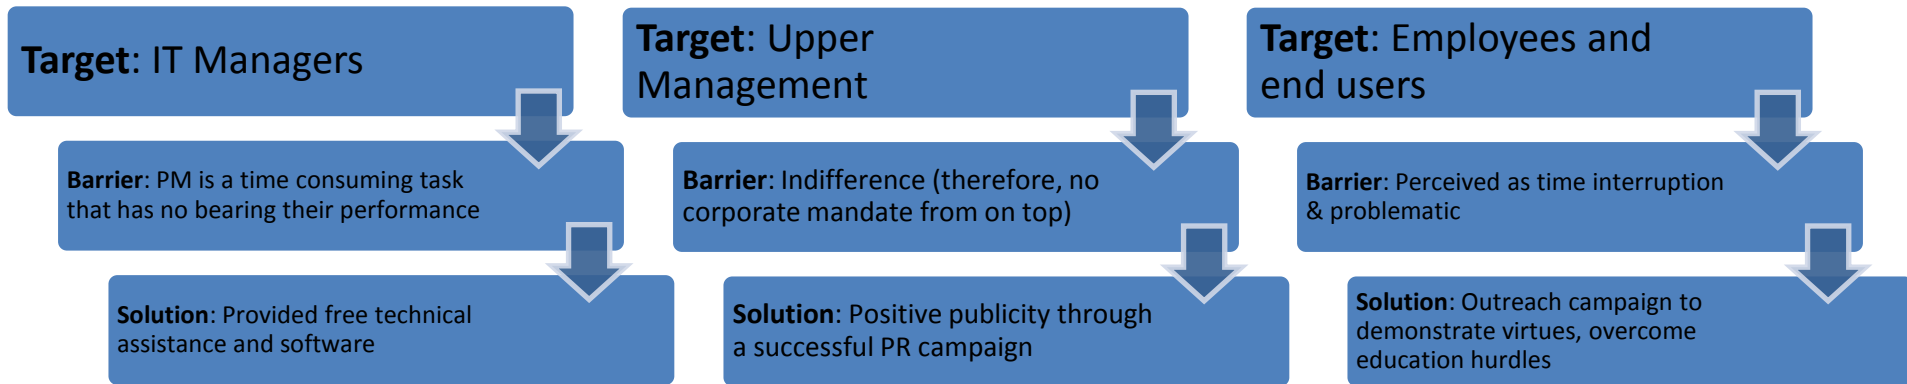 Target: IT Managers
Barrier: PM is a time consuming task
that has no bearing their performance
Solution: Provided free technical
assistance and software
Target: Upper
Management
Barrier: Indifference (therefore, no
corporate mandate from on top)
Solution: Positive publicity through
a successful PR campaign
Target: Employees and
end users
Barrier: Perceived as time interruption
& problematic
Solution: Outreach campaign to
demonstrate virtues, overcome
education hurdles